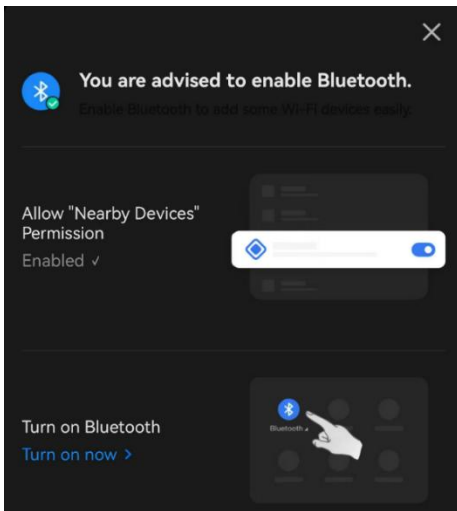 You are advised to enable Bluetooth.
Enable Bluetooth to add some Wi-Fi devices easily.
Allow "Nearby Devices"
Permission
Enabled ✓
Turn on Bluetooth
Turn on now >
Bluetooth